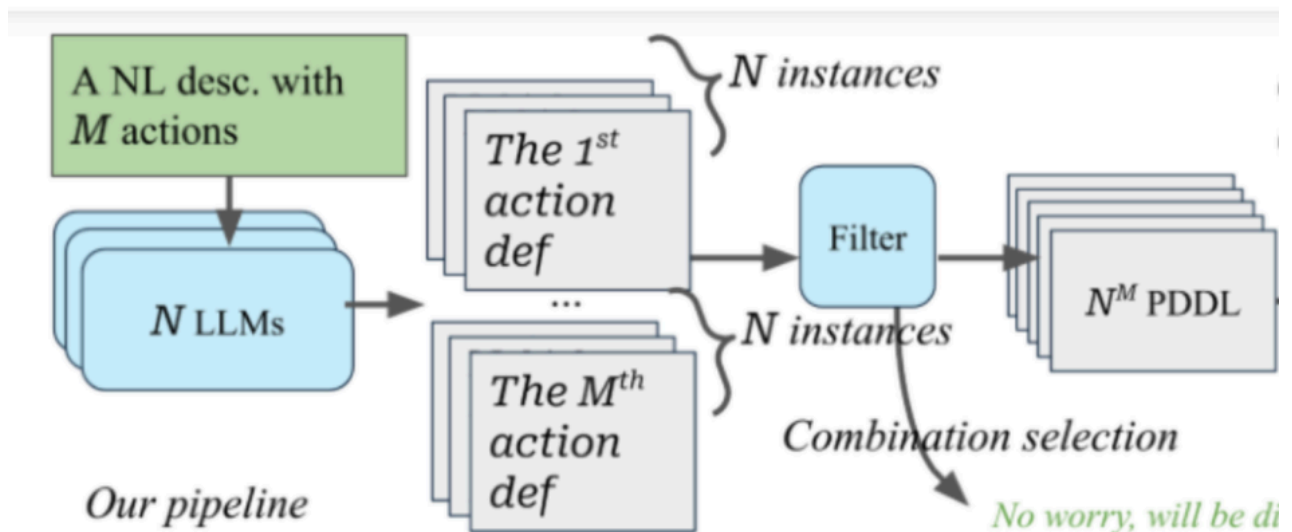 A NL desc. with
M actions
N LLMs
Our pipeline
N instances
The 1st
action
def
...
N instances
The Mth
action
def
Filter
Combination selection
N^M PDDL
No worry, will be di